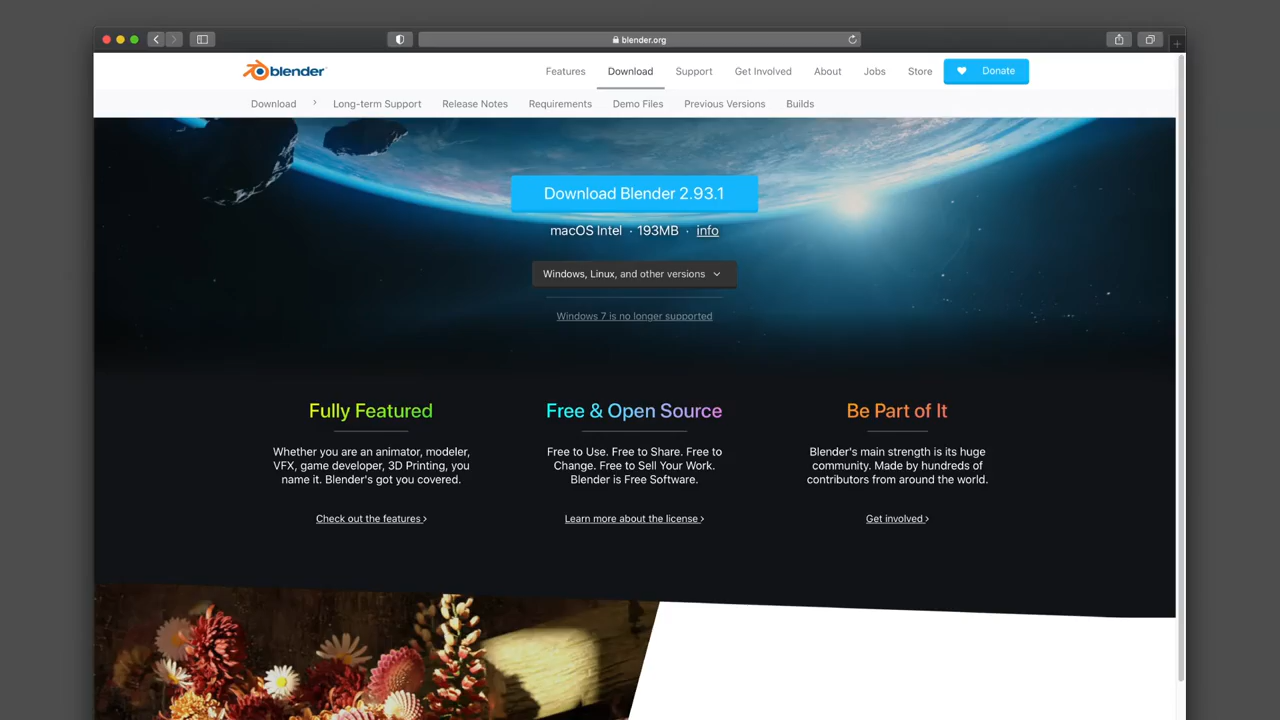 blender.org
blender
Features Download Support Get Involved About Jobs Store Donate
Download Long-term Support Release Notes Requirements Demo Files Previous Versions Builds
Download Blender 2.93.1
macOS Intel · 193MB · info
Windows, Linux, and other versions
Windows 7 is no longer supported
Fully Featured
Whether you are an animator, modeler,
VFX, game developer, 3D Printing, you
name it. Blender's got you covered.
Check out the features
Free & Open Source
Free to Use. Free to Share. Free to
Change. Free to Sell Your Work.
Blender is Free Software.
Learn more about the license
Be Part of It
Blender's main strength is its huge
community. Made by hundreds of
contributors from around the world.
Get involved